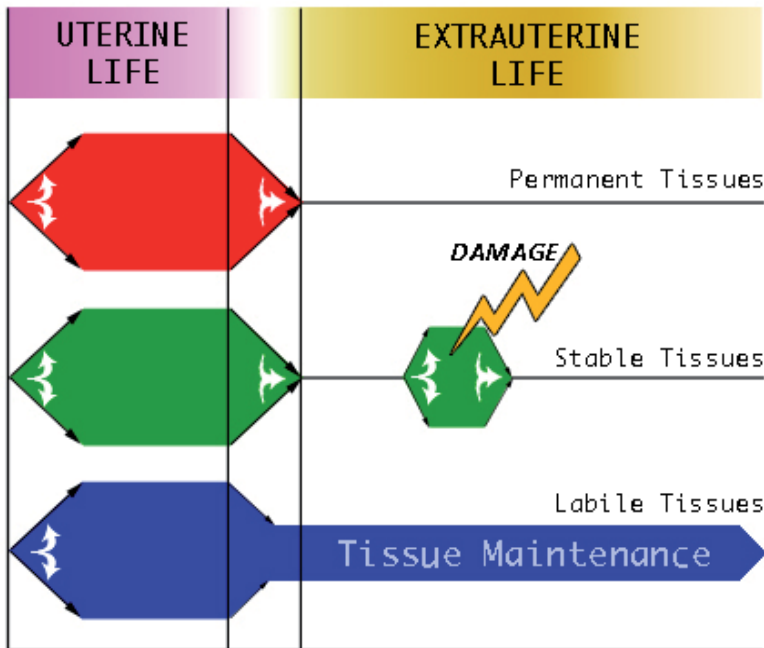 UTERINE
LIFE
EXTRAUTERINE
LIFE
Permanent Tissues
DAMAGE
Stable Tissues
Labile Tissues
Tissue Maintenance